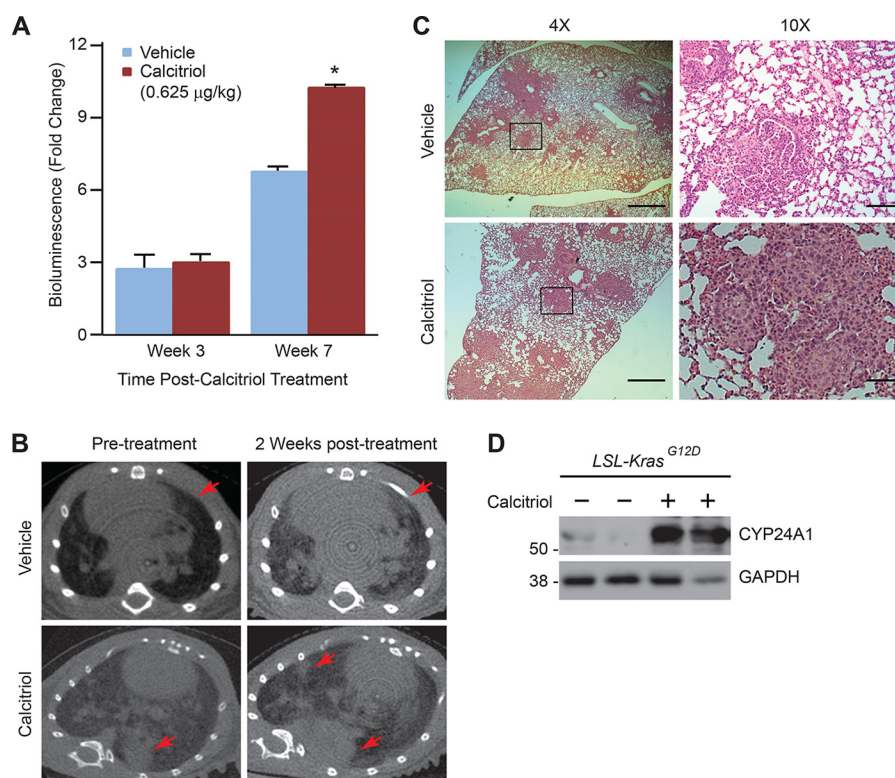 A
12
9
6
3
0
Bioluminescence (Fold Change)
Vehicle
Calcitriol
(0.625 μg/kg)
*
Week 3
Week 7
Time Post-Calcitriol Treatment
B
Pre-treatment
2 Weeks post-treatment
Vehicle
Calcitriol
C
4X
10X
Vehicle
Calcitriol
D
LSL-Kras G12D
Calcitriol
− − + +
CYP24A1
50 -
38 -
GAPDH